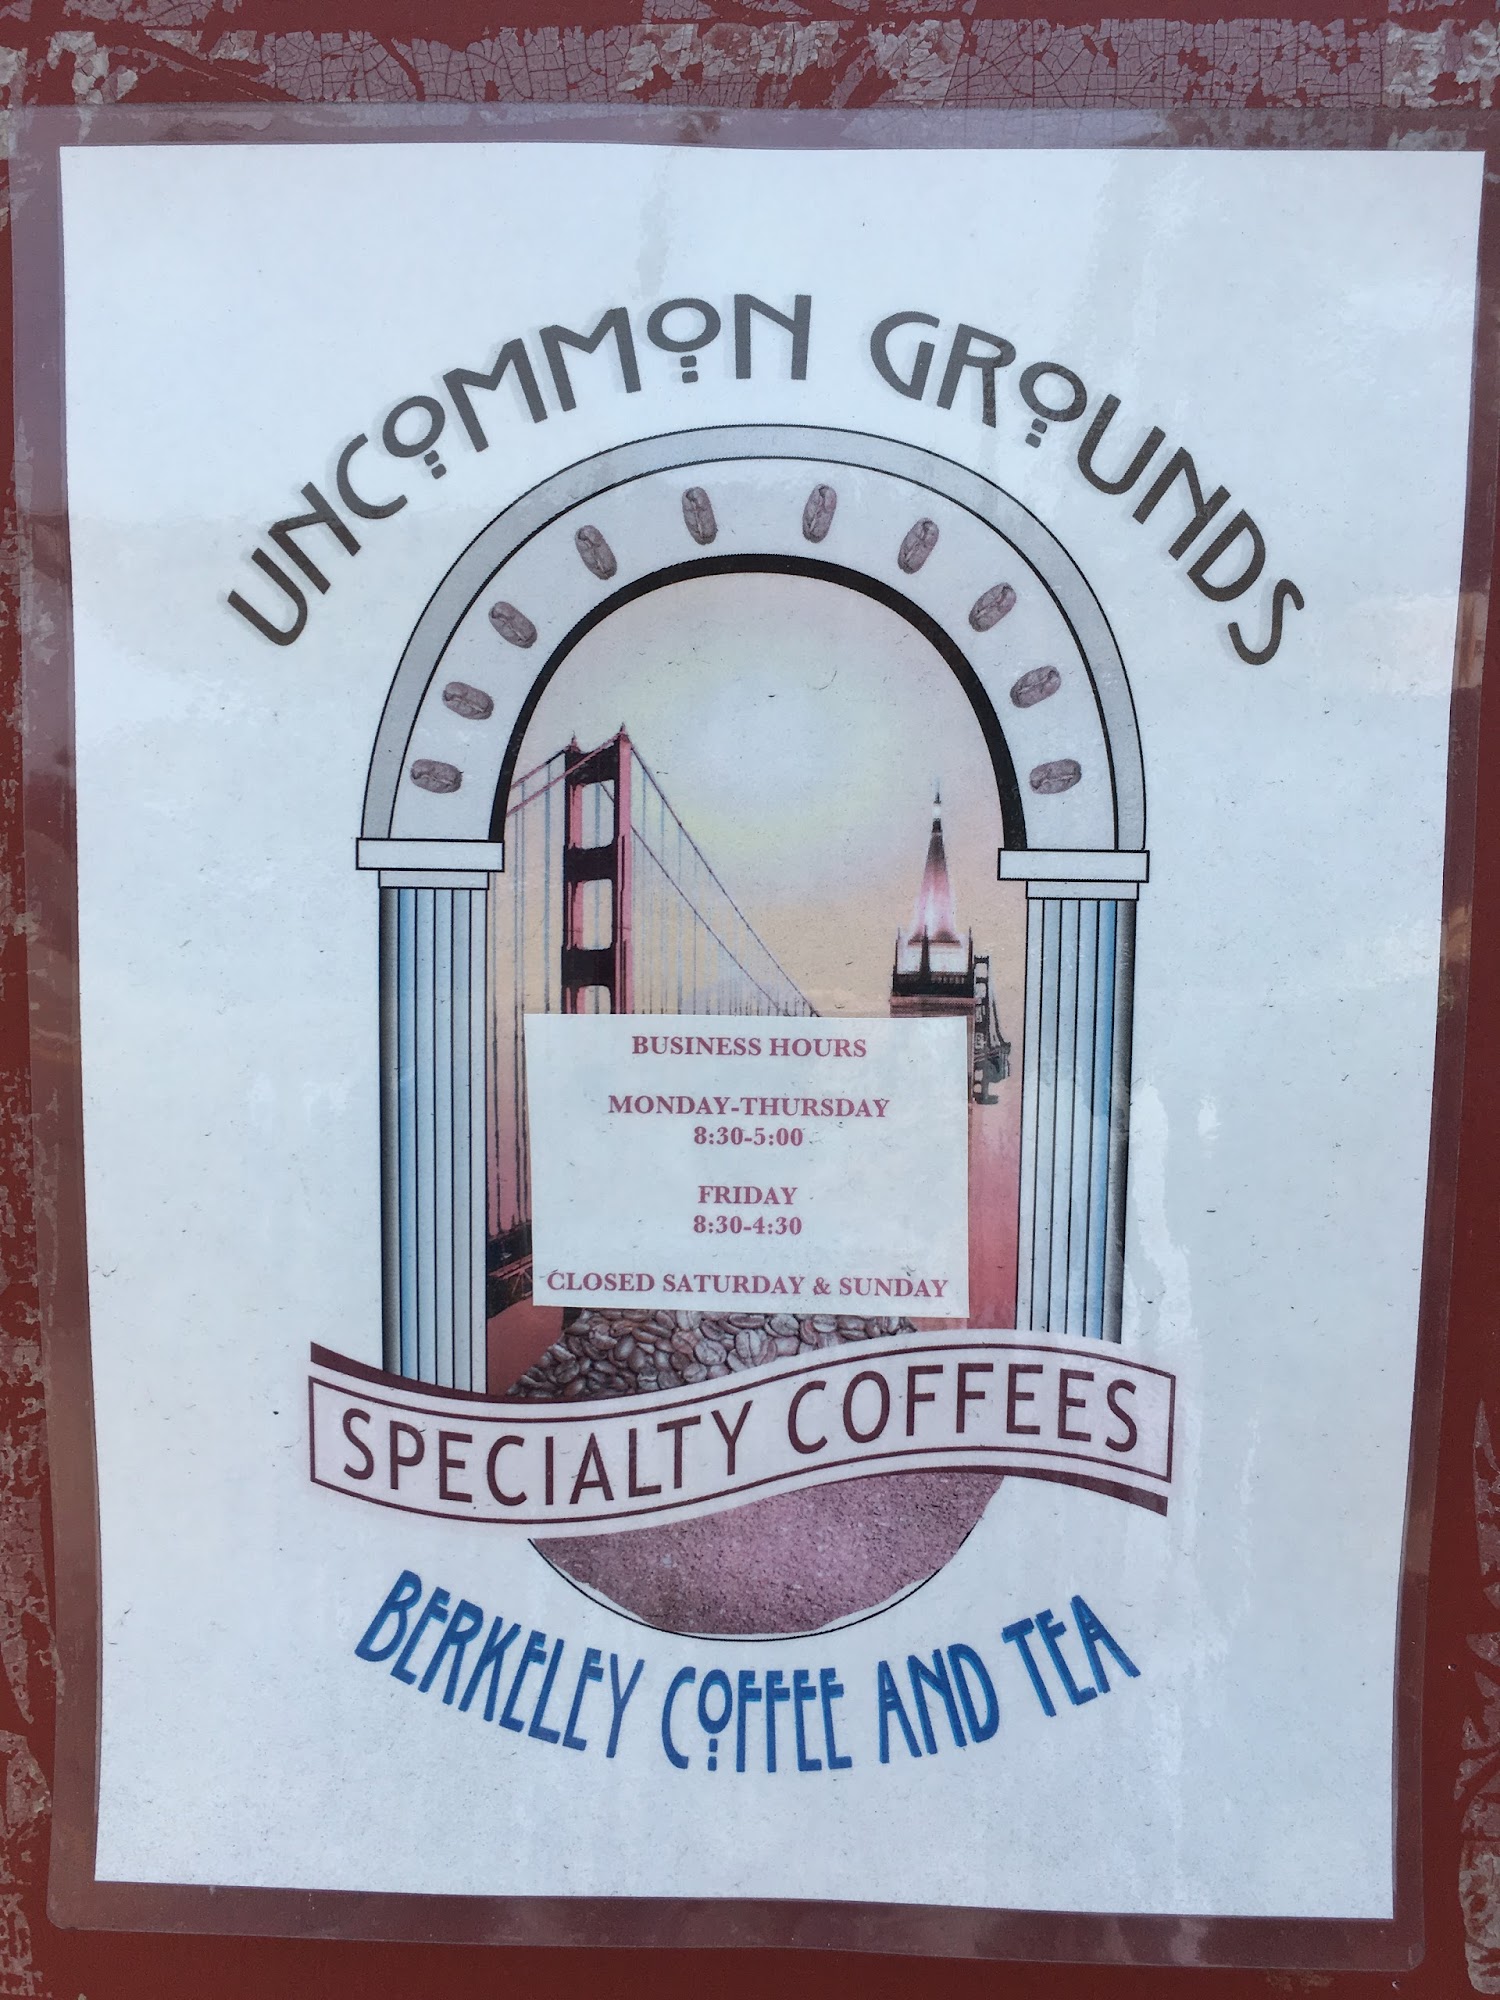 UNCOMMON GROUNDS
BUSINESS HOURS
MONDAY-THURSDAY
8:30-5:00
FRIDAY
8:30-4:30
CLOSED SATURDAY & SUNDAY
SPECIALTY COFFEES
BERKELEY COFFEE AND TEA